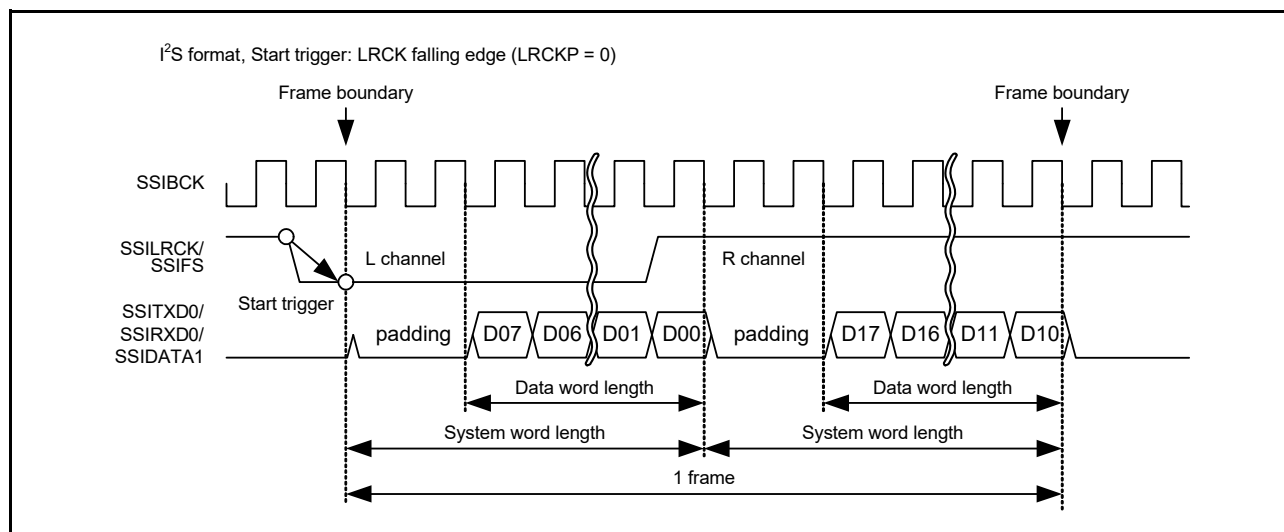 I²S format, Start trigger: LRCK falling edge (LRCKP = 0)
Frame boundary Frame boundary
SSIBCK
SSILRCK/
SSIFS
L channel R channel
Start trigger
SSITXD0/
SSIRXD0/
SSIDATA1
padding D07 D06 D01 D00 padding D17 D16 D11 D10
Data word length Data word length
System word length System word length
1 frame